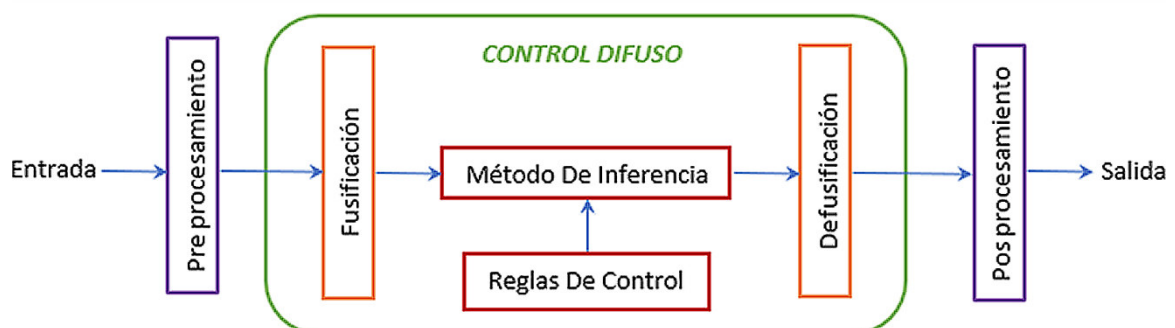 CONTROL DIFUSO
Entrada
Pre procesamiento
Fusificación
Método De Inferencia
Reglas De Control
Defusificación
Pos procesamiento
Salida